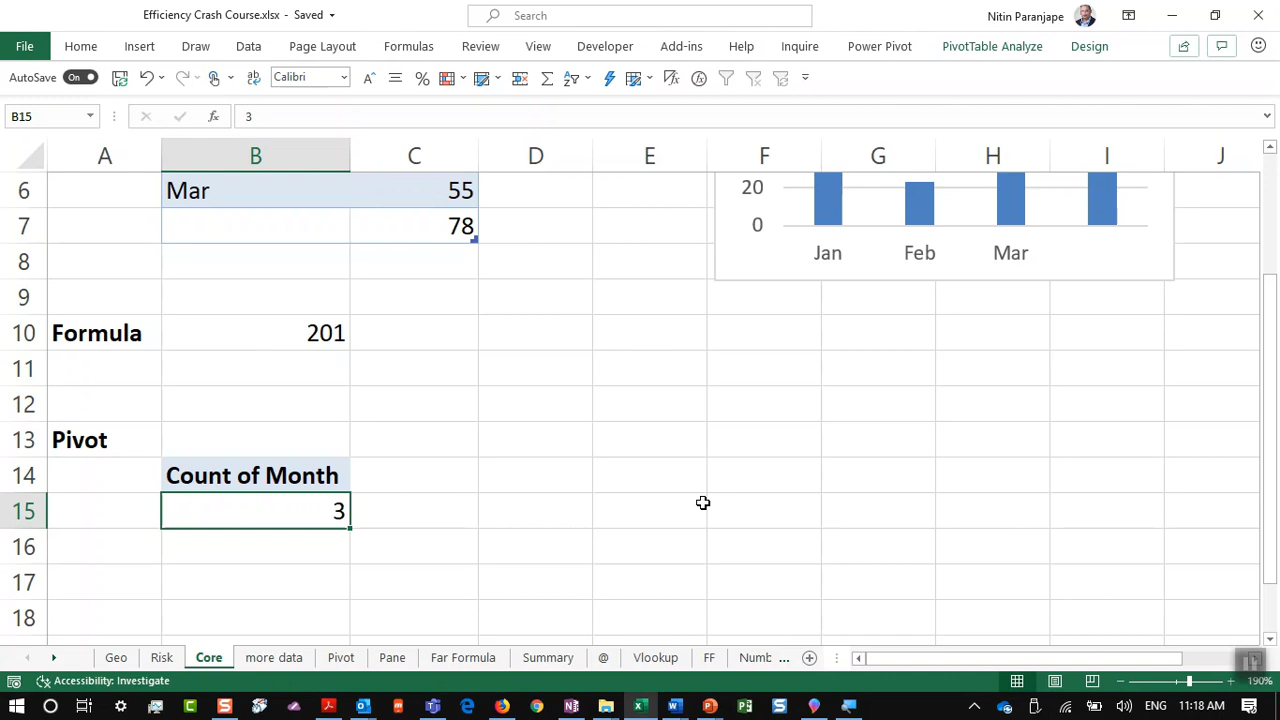 Efficiency Crash Course.xlsx - Saved
Search
Nitin Paranjape
File Home Insert Draw Data Page Layout Formulas Review View Developer Add-ins Help Inquire Power Pivot PivotTable Analyze Design
AutoSave On Calibri
B15 3
A B C D E F G H I J
6 Mar 55 20
7 78 0
Jan Feb Mar
8
9
10 Formula 201
11
12
13 Pivot
14 Count of Month
15 3
16
17
18
Geo Risk Core more data Pivot Pane Far Formula Summary @ Vlookup FF Numb ...
Accessibility: Investigate 190%
ENG 11:18 AM